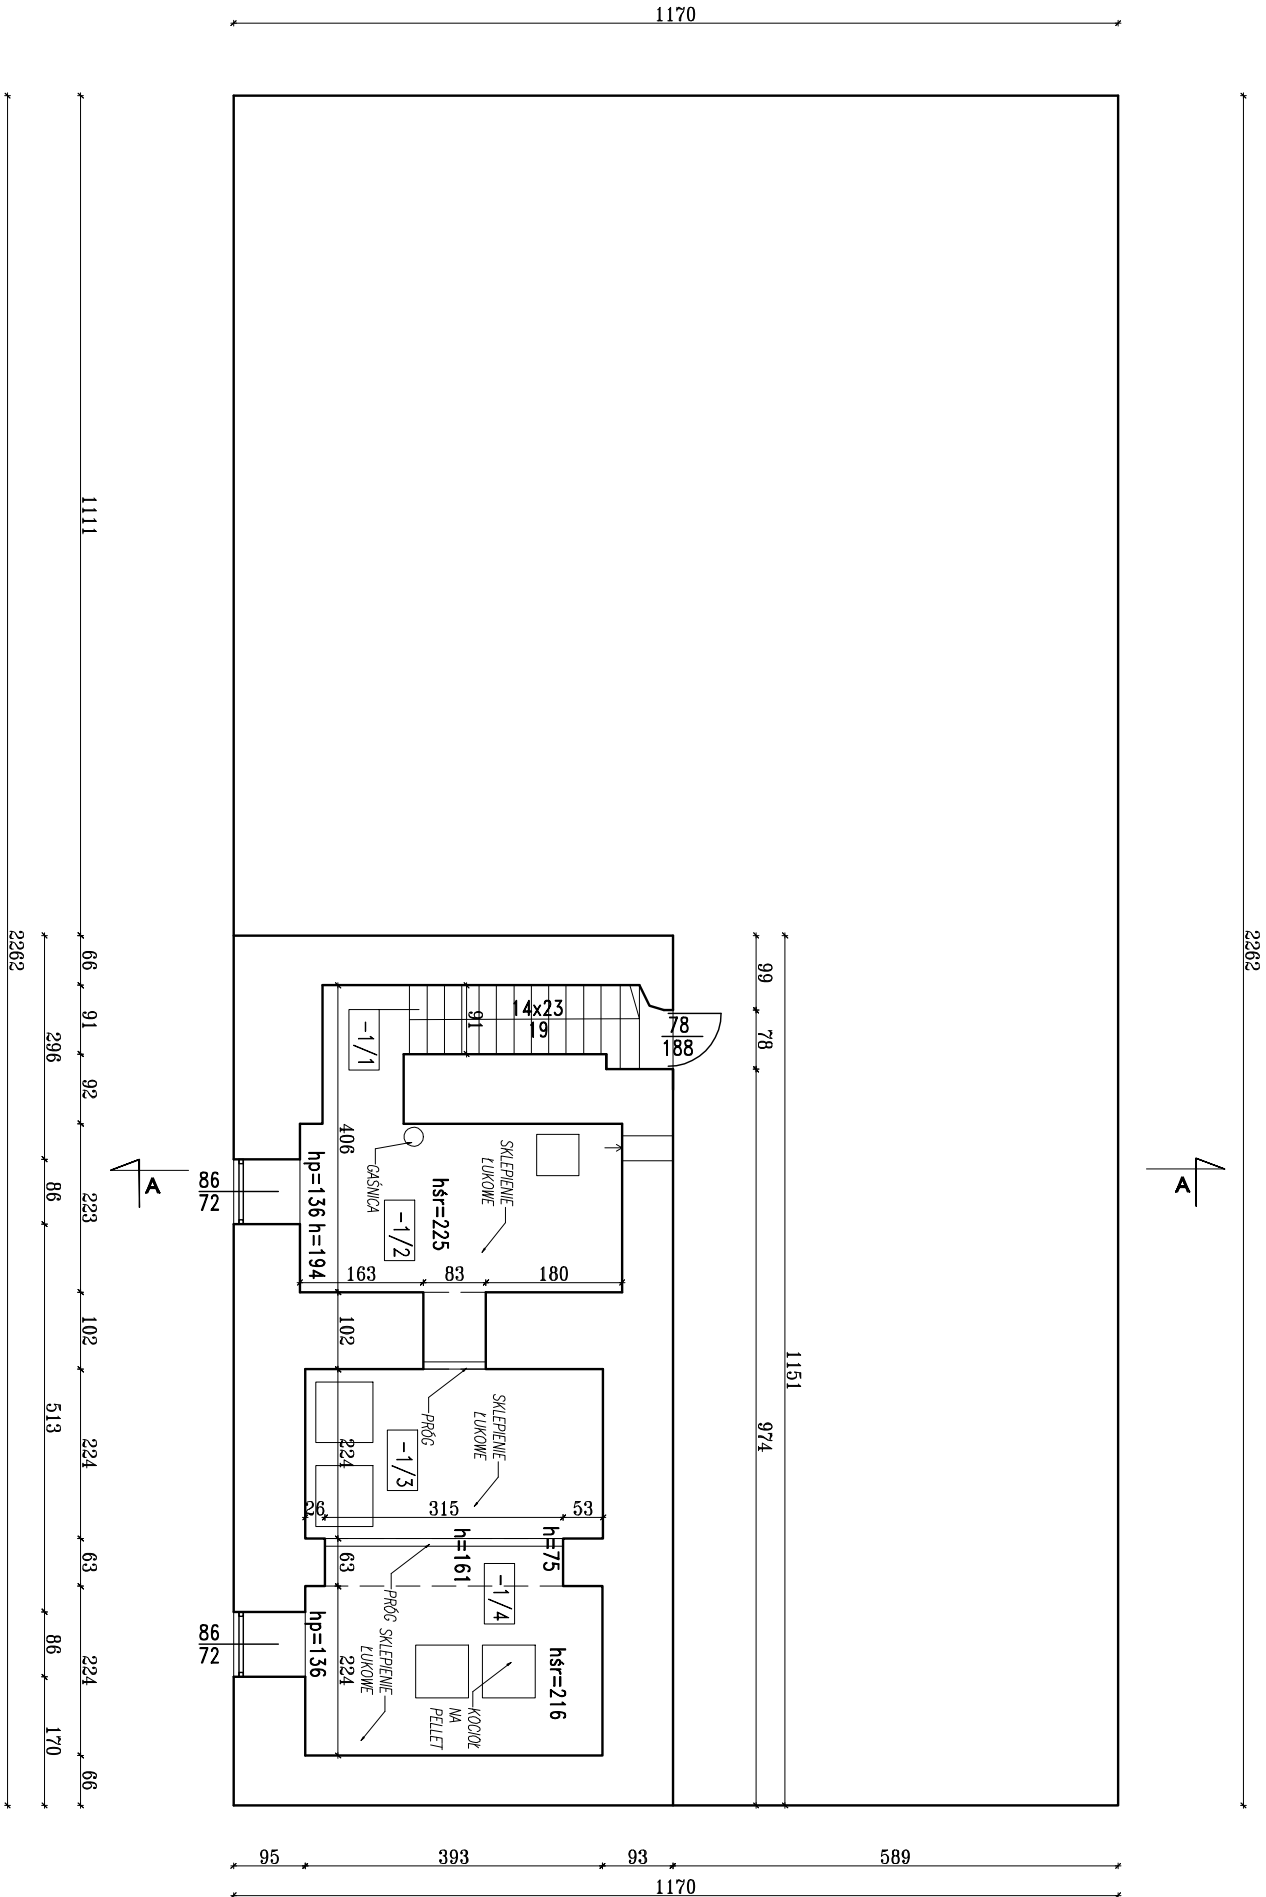 1170
2262
2262
1111
66
91
92
223
102
224
63
224
66
296
86
513
86
170
99
78
974
1151
14x23
19
91
78
188
-1/1
406
GAŚNICA
SKLEPIENIE
ŁUKOWE
hśr=225
-1/2
hp=136 h=194
86
72
A
A
163
83
180
102
PRÓG
SKLEPIENIE
ŁUKOWE
-1/3
224
26
315
53
h=75
h=161
63
-1/4
PRÓG SKLEPIENIE
ŁUKOWE
hp=136
86
72
224
hśr=216
KOCIOŁ
NA
PELLET
95
393
93
589
1170